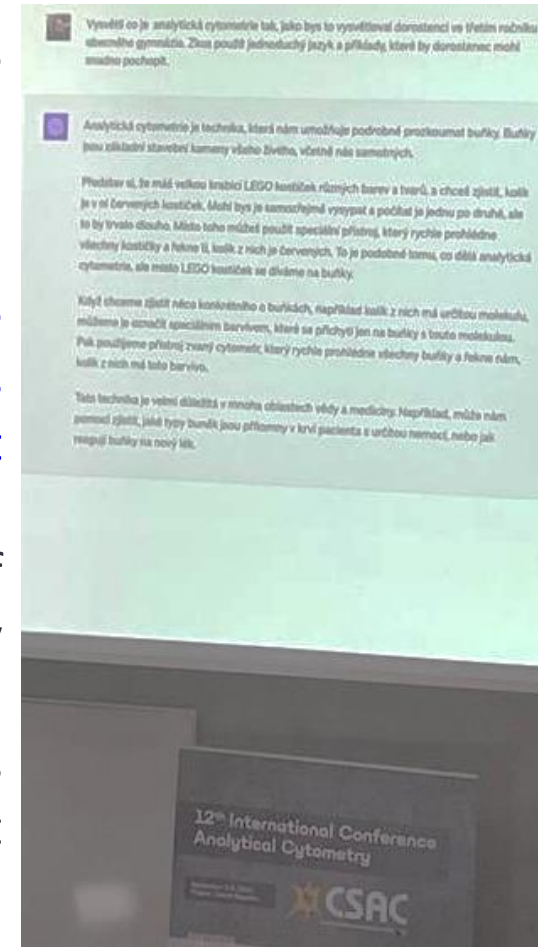 Vysvětli co je analytická cytometrie tak, jako bys to vysvětloval dorostenci ve třetím ročníku
obecného gymnázia. Zkus použít jednoduchý jazyk a příklady, které by dorostenec mohl
snadno pochopit.
Analytická cytometrie je technika, která nám umožňuje podrobně prozkoumat buňky. Buňky
jsou základní stavební kameny všeho živého, včetně nás samotných.
Představ si, že máš velkou krabici LEGO kostiček různých barev a tvarů, a chceš zjistit, kolik
je v ní červených kostiček. Mohl bys je samozřejmě vysypat a počítat je jednu po druhé, ale
to by trvalo dlouho. Místo toho můžeš použít speciální přístroj, který rychle prohlédne
všechny kostičky a řekne ti, kolik z nich je červených. To je podobné tomu, co dělá analytická
cytometrie, ale místo LEGO kostiček se díváme na buňky.
Když chceme zjistit něco konkrétního o buňkách, například kolik z nich má určitou molekulu,
můžeme je označit speciálním barvivem, které se přichytí jen na buňky s touto molekulou.
Pak použijeme přístroj zvaný cytometr, který rychle prohlédne všechny buňky a řekne nám,
kolik z nich má toto barvivo.
Tato technika je velmi důležitá v mnoha oblastech vědy a medicíny. Například, může nám
pomoci zjistit, jaké typy buněk jsou přítomny v krvi pacienta s určitou nemocí, nebo jak
reagují buňky na nový lék.
12th International Conference
Analytical Cytometry
CSAC